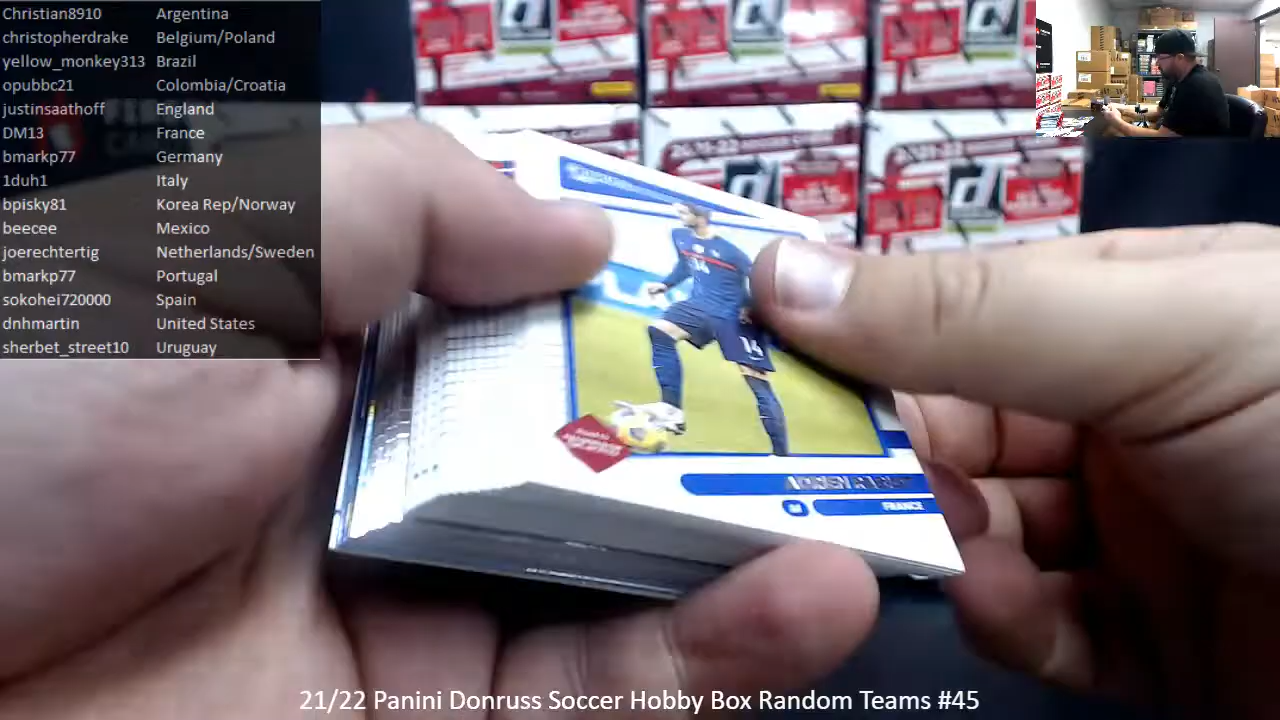 Christian8910 Argentina
christopherdrake Belgium/Poland
yellow_monkey313 Brazil
opubbc21 Colombia/Croatia
justinsaathoff England
DM13 France
bmarkp77 Germany
1duh1 Italy
bpisky81 Korea Rep/Norway
beecee Mexico
joerechtertig Netherlands/Sweden
bmarkp77 Portugal
sokohei720000 Spain
dnhmartin United States
sherbet_street10 Uruguay
14
14
FRANCE
21/22 Panini Donruss Soccer Hobby Box Random Teams #45